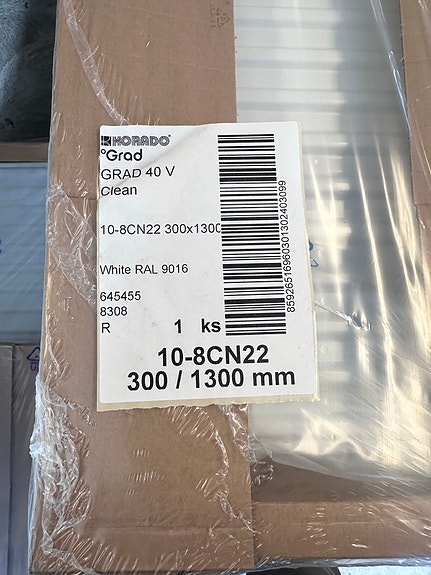 KORADO
°Grad
GRAD 40 V
Clean
10-8CN22 300x1300
White RAL 9016
645455
8308
R 1 ks
8592651696030130240309​9
10-8CN22
300 / 1300 mm